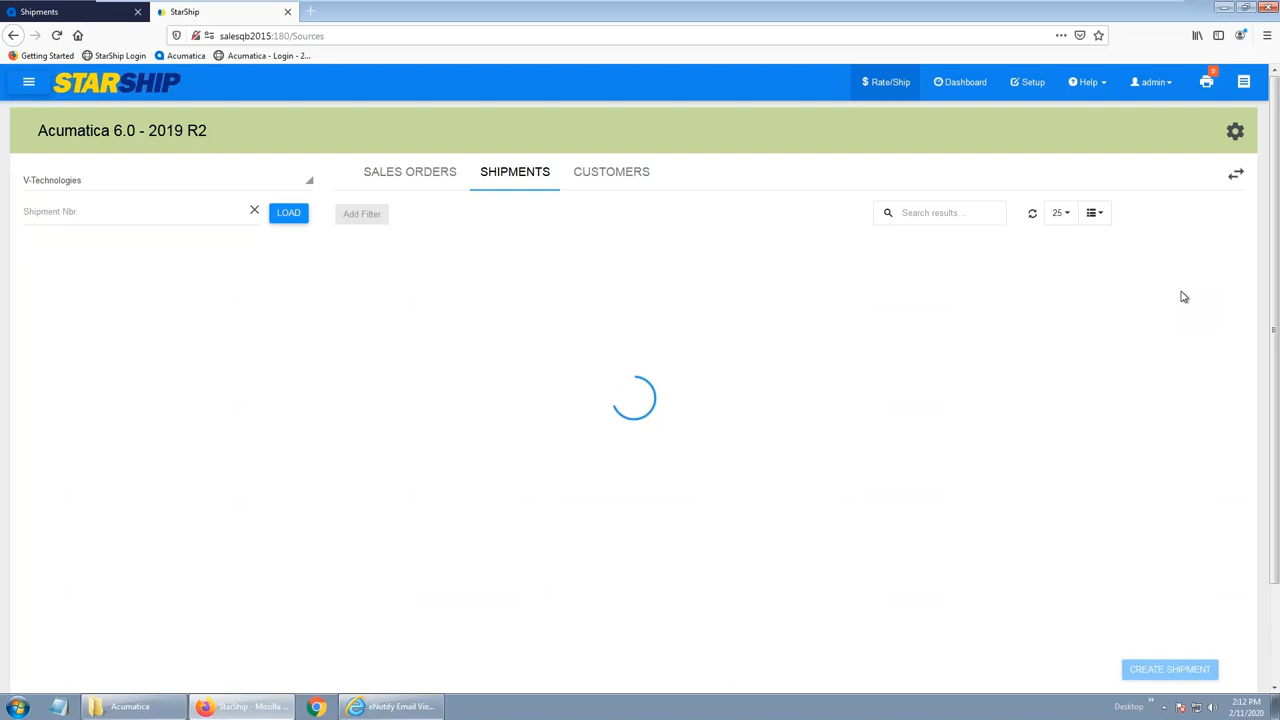 Shipments
StarShip
salesqb2015:180/Sources
Getting Started
StarShip Login
Acumatica
Acumatica - Login - 2...
STARSHIP
$ Rate/Ship
Dashboard
Setup
Help
admin
9
Acumatica 6.0 - 2019 R2
V-Technologies
SALES ORDERS
SHIPMENTS
CUSTOMERS
Shipment Nbr.
LOAD
Add Filter
Search results...
25
CREATE SHIPMENT
Acumatica
StarShip - Mozilla ...
eNotify Email Vie...
Desktop
2:12 PM
2/11/2020